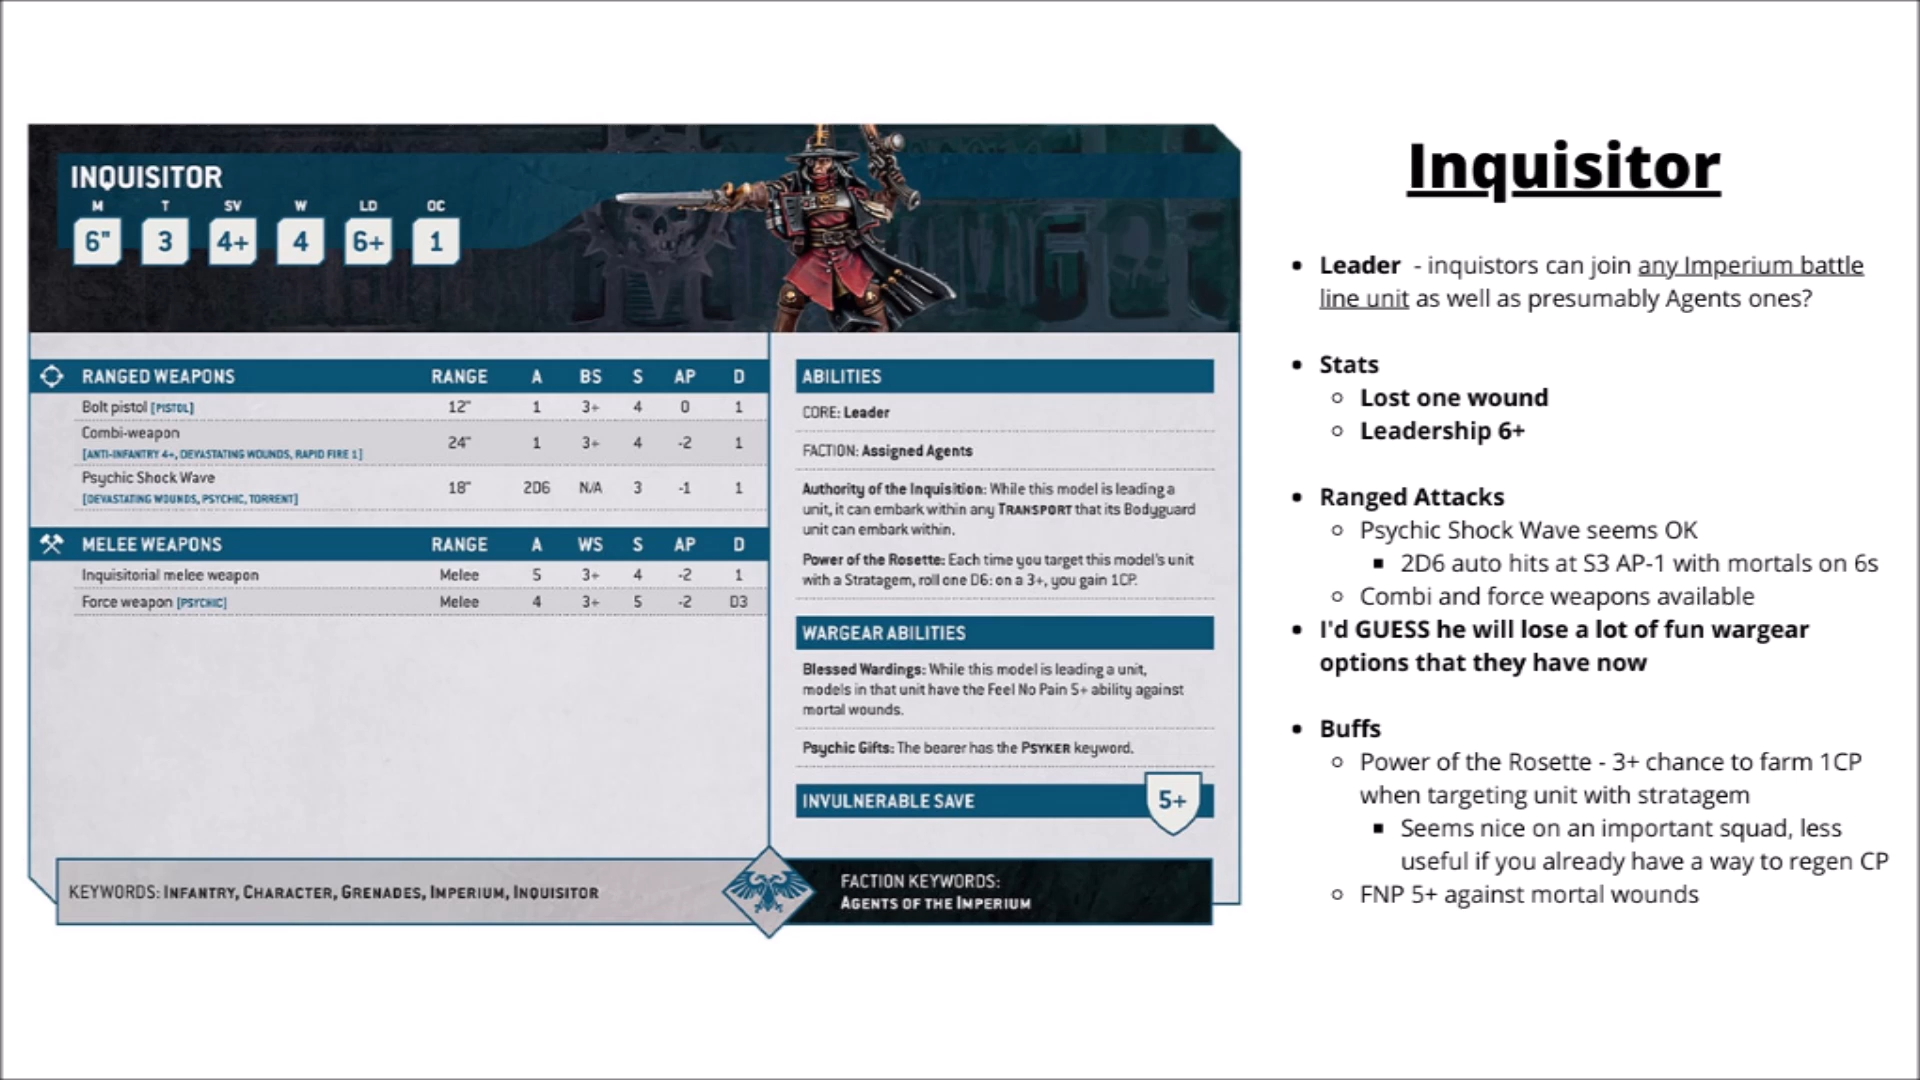 INQUISITOR
M T SV W LD OC
6" 3 4+ 4 6+ 1
RANGED WEAPONS RANGE A BS S AP D
Bolt pistol [PISTOL] 12" 1 3+ 4 0 1
Combi-weapon
[ANTI-INFANTRY 4+, DEVASTATING WOUNDS, RAPID FIRE 1] 24" 1 3+ 4 -2 1
Psychic Shock Wave
[DEVASTATING WOUNDS, PSYCHIC, TORRENT] 18" 2D6 N/A 3 -1 1
MELEE WEAPONS RANGE A WS S AP D
Inquisitorial melee weapon Melee 5 3+ 4 -2 1
Force weapon [PSYCHIC] Melee 4 3+ 5 -2 D3
ABILITIES
CORE: Leader
FACTION: Assigned Agents
Authority of the Inquisition: While this model is leading a
unit, it can embark within any TRANSPORT that its Bodyguard
unit can embark within.
Power of the Rosette: Each time you target this model's unit
with a Stratagem, roll one D6: on a 3+, you gain 1CP.
WARGEAR ABILITIES
Blessed Wardings: While this model is leading a unit,
models in that unit have the Feel No Pain 5+ ability against
mortal wounds.
Psychic Gifts: The bearer has the PSYKER keyword.
INVULNERABLE SAVE 5+
KEYWORDS: INFANTRY, CHARACTER, GRENADES, IMPERIUM, INQUISITOR
FACTION KEYWORDS:
AGENTS OF THE IMPERIUM
Inquisitor
• Leader - inquistors can join any Imperium battle
line unit as well as presumably Agents ones?
• Stats
◦ Lost one wound
◦ Leadership 6+
• Ranged Attacks
◦ Psychic Shock Wave seems OK
▪ 2D6 auto hits at S3 AP-1 with mortals on 6s
◦ Combi and force weapons available
• I'd GUESS he will lose a lot of fun wargear
options that they have now
• Buffs
◦ Power of the Rosette - 3+ chance to farm 1CP
when targeting unit with stratagem
▪ Seems nice on an important squad, less
useful if you already have a way to regen CP
◦ FNP 5+ against mortal wounds